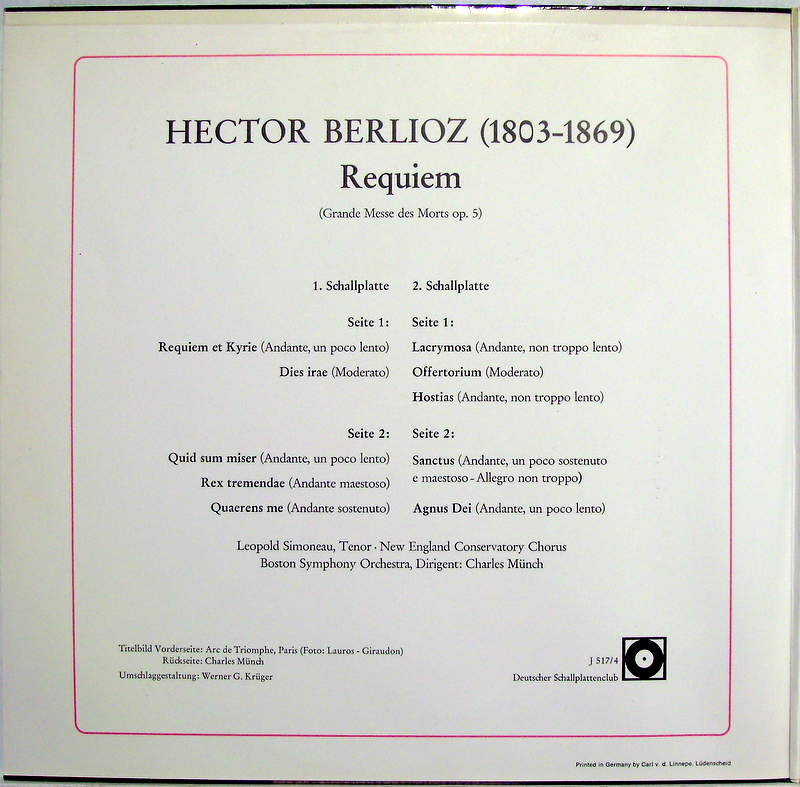 HECTOR BERLIOZ (1803-1869)
Requiem
(Grande Messe des Morts op. 5)
1. Schallplatte
Seite 1:
Requiem et Kyrie (Andante, un poco lento)
Dies irae (Moderato)
Seite 2:
Quid sum miser (Andante, un poco lento)
Rex tremendae (Andante maestoso)
Quaerens me (Andante sostenuto)
2. Schallplatte
Seite 1:
Lacrymosa (Andante, non troppo lento)
Offertorium (Moderato)
Hostias (Andante, non troppo lento)
Seite 2:
Sanctus (Andante, un poco sostenuto
e maestoso - Allegro non troppo)
Agnus Dei (Andante, un poco lento)
Leopold Simoneau, Tenor · New England Conservatory Chorus
Boston Symphony Orchestra, Dirigent: Charles Münch
Titelbild Vorderseite: Arc de Triomphe, Paris (Foto: Lauros - Giraudon)
Rückseite: Charles Münch
Umschlaggestaltung: Werner G. Krüger
J 517/4
Deutscher Schallplattenclub
Printed in Germany by Carl v. d. Linnepe, Lüdenscheid